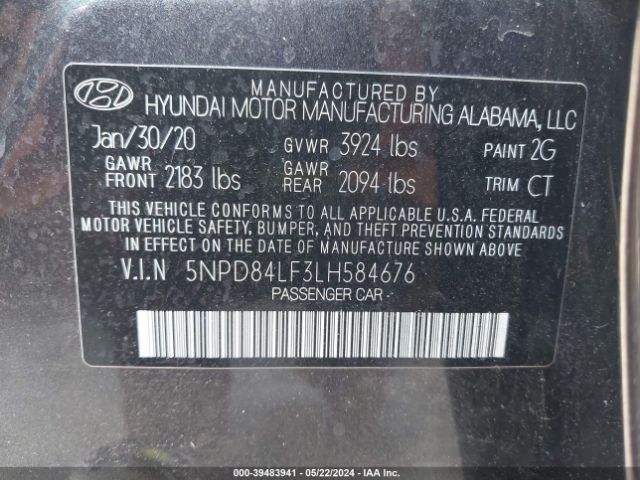 MANUFACTURED BY
HYUNDAI MOTOR MANUFACTURING ALABAMA, LLC
Jan/30/20 GVWR 3924 lbs PAINT 2G
GAWR FRONT 2183 lbs GAWR REAR 2094 lbs TRIM CT
THIS VEHICLE CONFORMS TO ALL APPLICABLE U.S.A. FEDERAL
MOTOR VEHICLE SAFETY, BUMPER, AND THEFT PREVENTION STANDARDS
IN EFFECT ON THE DATE OF MANUFACTURE SHOWN ABOVE.
V.I.N 5NPD84LF3LH584676
PASSENGER CAR
000-39483941 - 05/22/2024 - IAAI.COM